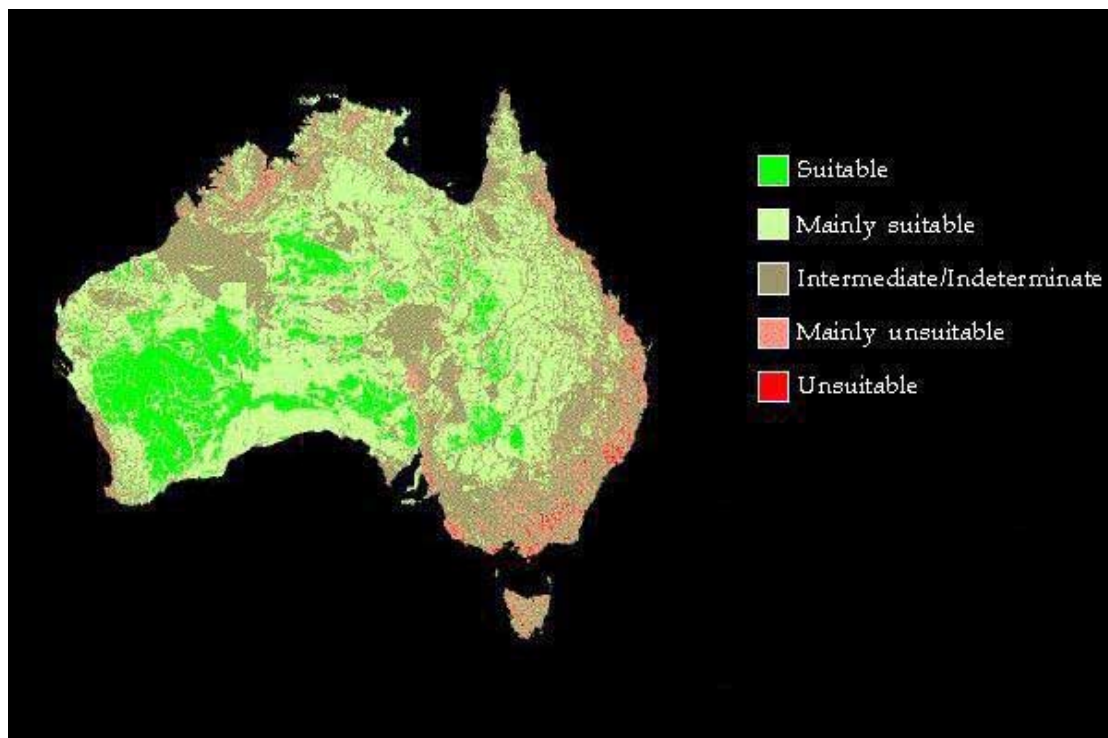 Suitable
Mainly suitable
Intermediate/Indeterminate
Mainly unsuitable
Unsuitable